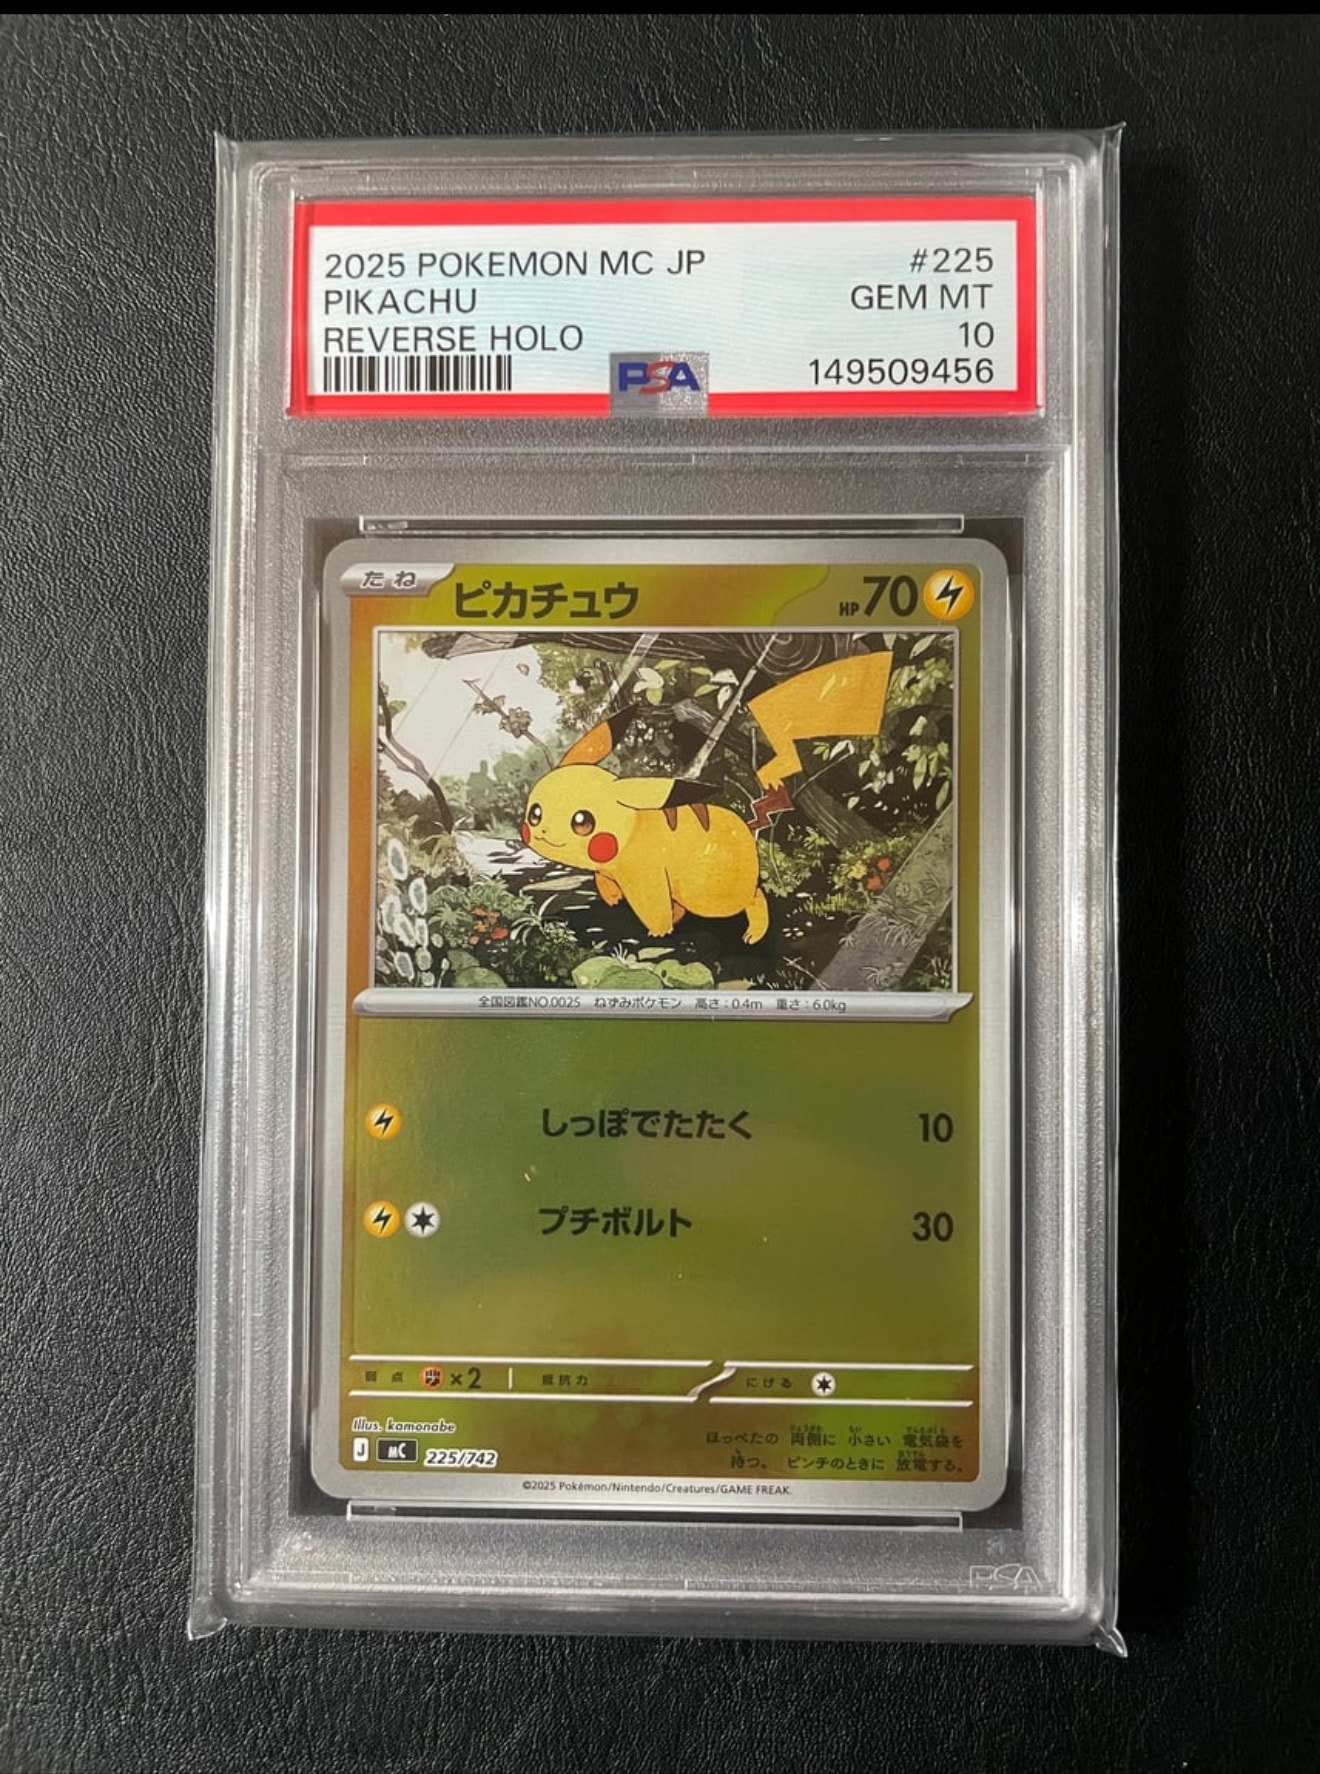 2025 POKEMON MC JP #225
PIKACHU GEM MT
REVERSE HOLO 10
PSA 149509456
たね ピカチュウ HP70
全国図鑑NO.0025 ねずみポケモン 高さ:0.4m 重さ:6.0kg
しっぽでたたく 10
プチボルト 30
弱点 ×2 抵抗力 にげる
Illus. kamonabe
ほっぺたの 両側に 小さい 電気袋を
J MC 225/742 持つ。 ピンチのときに 放電する。
©2025 Pokémon/Nintendo/Creatures/GAME FREAK.
PSA